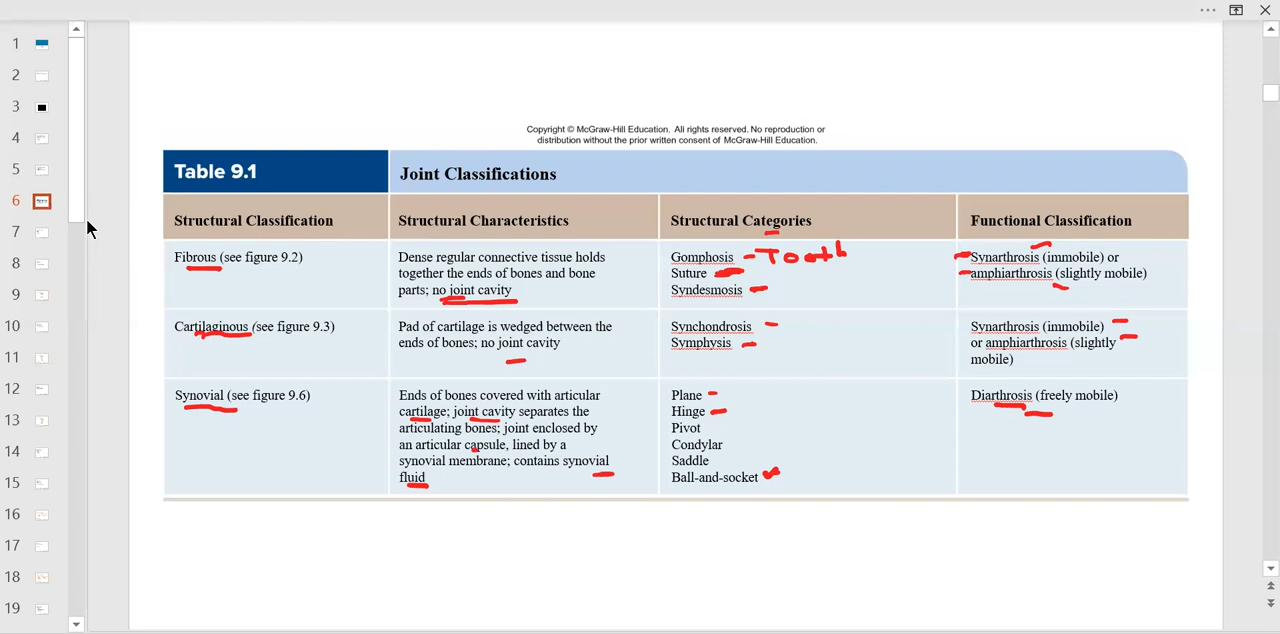 1
2
3
4
5
6
7
8
9
10
11
12
13
14
15
16
17
18
19
Copyright © McGraw-Hill Education. All rights reserved. No reproduction or
distribution without the prior written consent of McGraw-Hill Education.
Table 9.1 Joint Classifications
Structural Classification Structural Characteristics Structural Categories Functional Classification
Fibrous (see figure 9.2)
Dense regular connective tissue holds
together the ends of bones and bone
parts; no joint cavity
Gomphosis - Tooth
Suture
Syndesmosis
Synarthrosis (immobile) or
amphiarthrosis (slightly mobile)
Cartilaginous (see figure 9.3)
Pad of cartilage is wedged between the
ends of bones; no joint cavity
Synchondrosis
Symphysis
Synarthrosis (immobile)
or amphiarthrosis (slightly
mobile)
Synovial (see figure 9.6)
Ends of bones covered with articular
cartilage; joint cavity separates the
articulating bones; joint enclosed by
an articular capsule, lined by a
synovial membrane; contains synovial
fluid
Plane
Hinge
Pivot
Condylar
Saddle
Ball-and-socket
Diarthrosis (freely mobile)